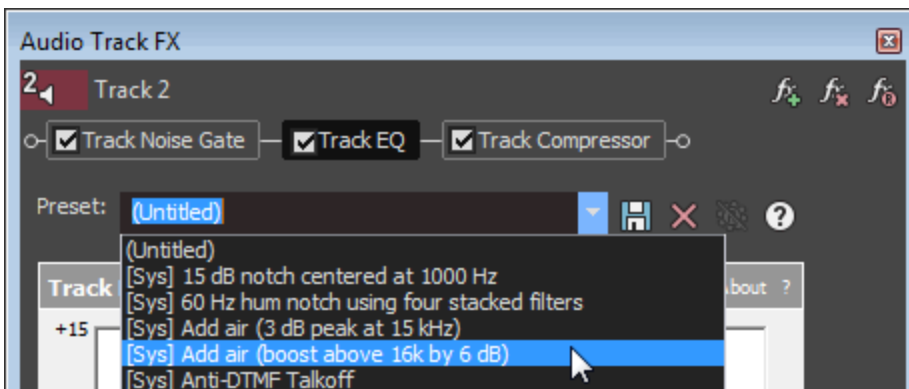 Audio Track FX
2 Track 2
Track Noise Gate Track EQ Track Compressor
Preset: (Untitled)
(Untitled)
[Sys] 15 dB notch centered at 1000 Hz
Track
[Sys] 60 Hz hum notch using four stacked filters
bout ?
+15
[Sys] Add air (3 dB peak at 15 kHz)
[Sys] Add air (boost above 16k by 6 dB)
[Sys] Anti-DTMF Talkoff